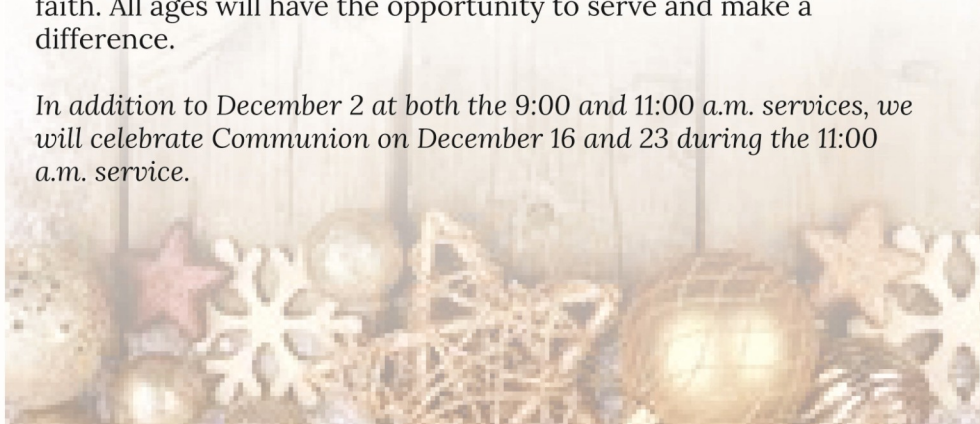 faith. All ages will have the opportunity to serve and make a
difference.
In addition to December 2 at both the 9:00 and 11:00 a.m. services, we
will celebrate Communion on December 16 and 23 during the 11:00
a.m. service.